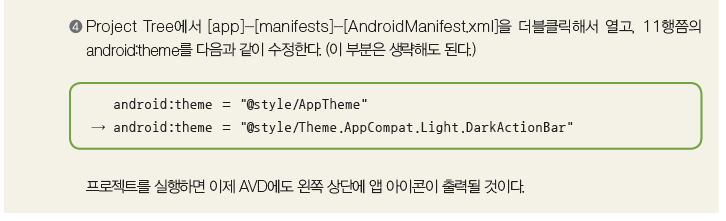 ❹ Project Tree에서 [app]-[manifests]-[AndroidManifest.xml]을 더블클릭해서 열고, 11행쯤의
android:theme를 다음과 같이 수정한다. (이 부분은 생략해도 된다.)
android:theme = "@style/AppTheme"
→ android:theme = "@style/Theme.AppCompat.Light.DarkActionBar"
프로젝트를 실행하면 이제 AVD에도 왼쪽 상단에 앱 아이콘이 출력될 것이다.